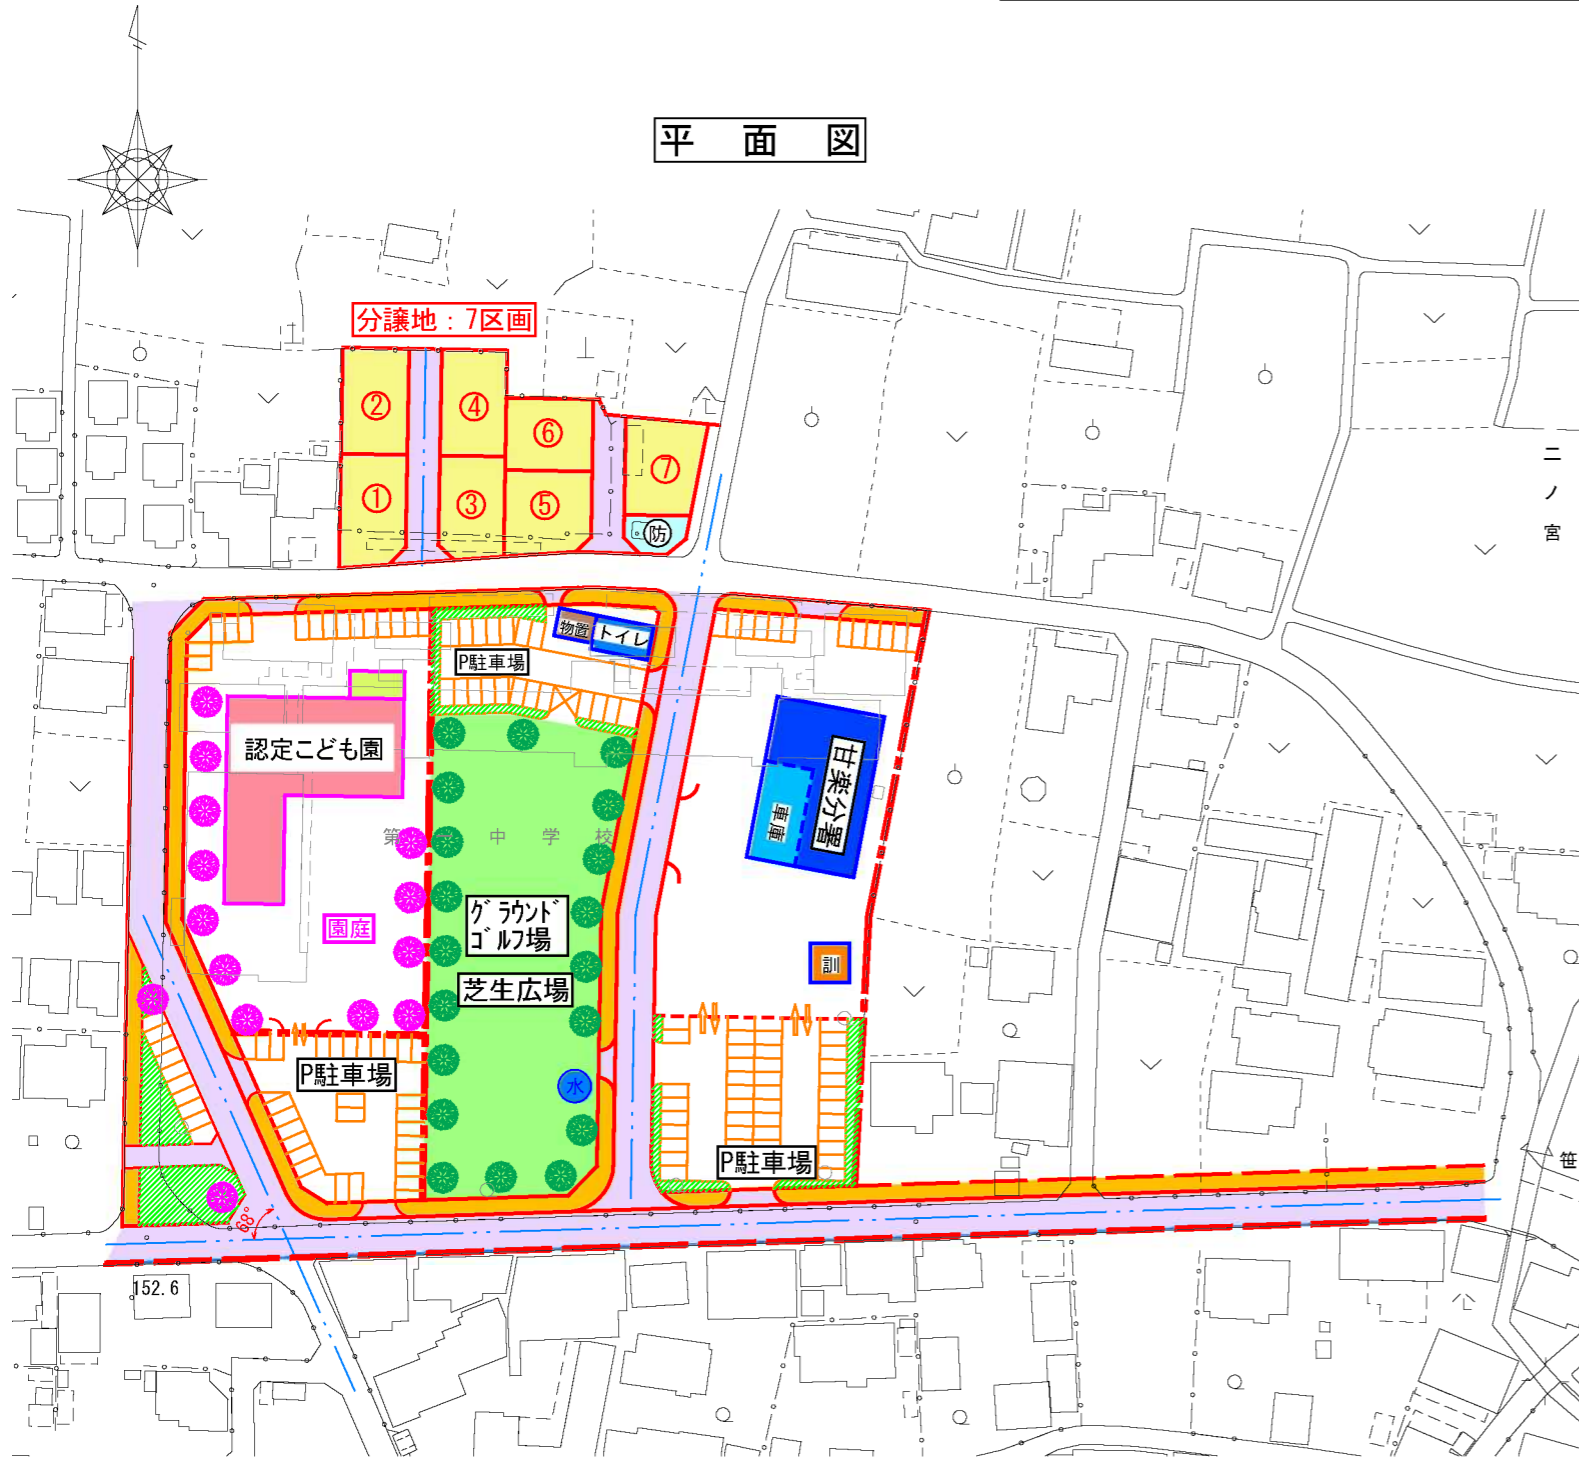 平面図
分譲地：7区画
②
④
⑥
⑦
①
③
⑤
防
二ノ宮
物置
トイレ
P駐車場
認定こども園
甘楽分署
車庫
中学校
グラウンド
ゴルフ場
園庭
芝生広場
訓
P駐車場
水
P駐車場
笹
68°
152.6